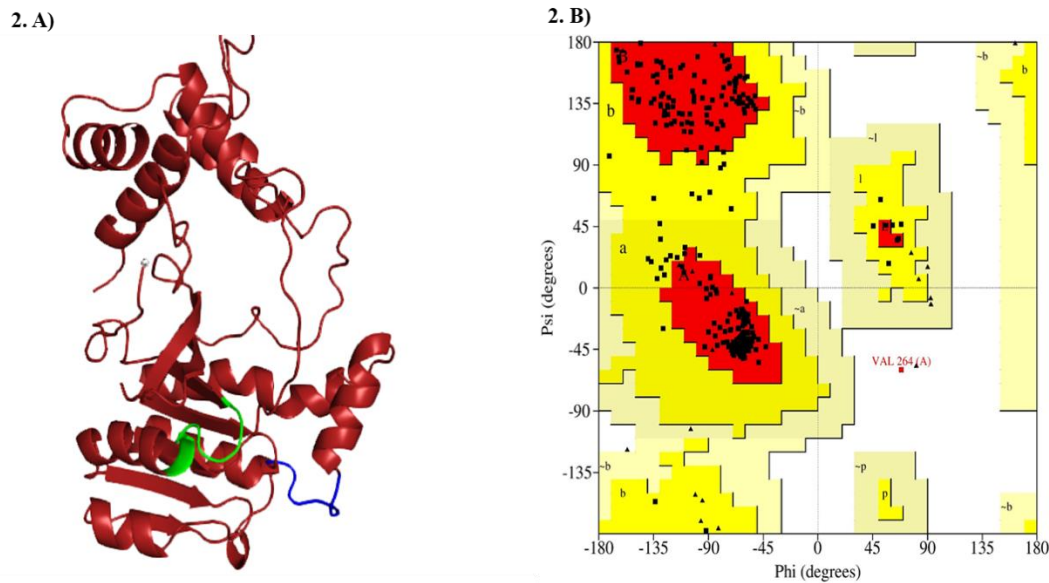 2. A)
2. B)
180
135
90
45
0
-45
-90
-135
Psi (degrees)
B
b
~b
~b
b
~l
l
a
A
~a
VAL 264 (A)
~b
b
~p
p
~b
-180
-135
-90
-45
0
45
90
135
180
Phi (degrees)